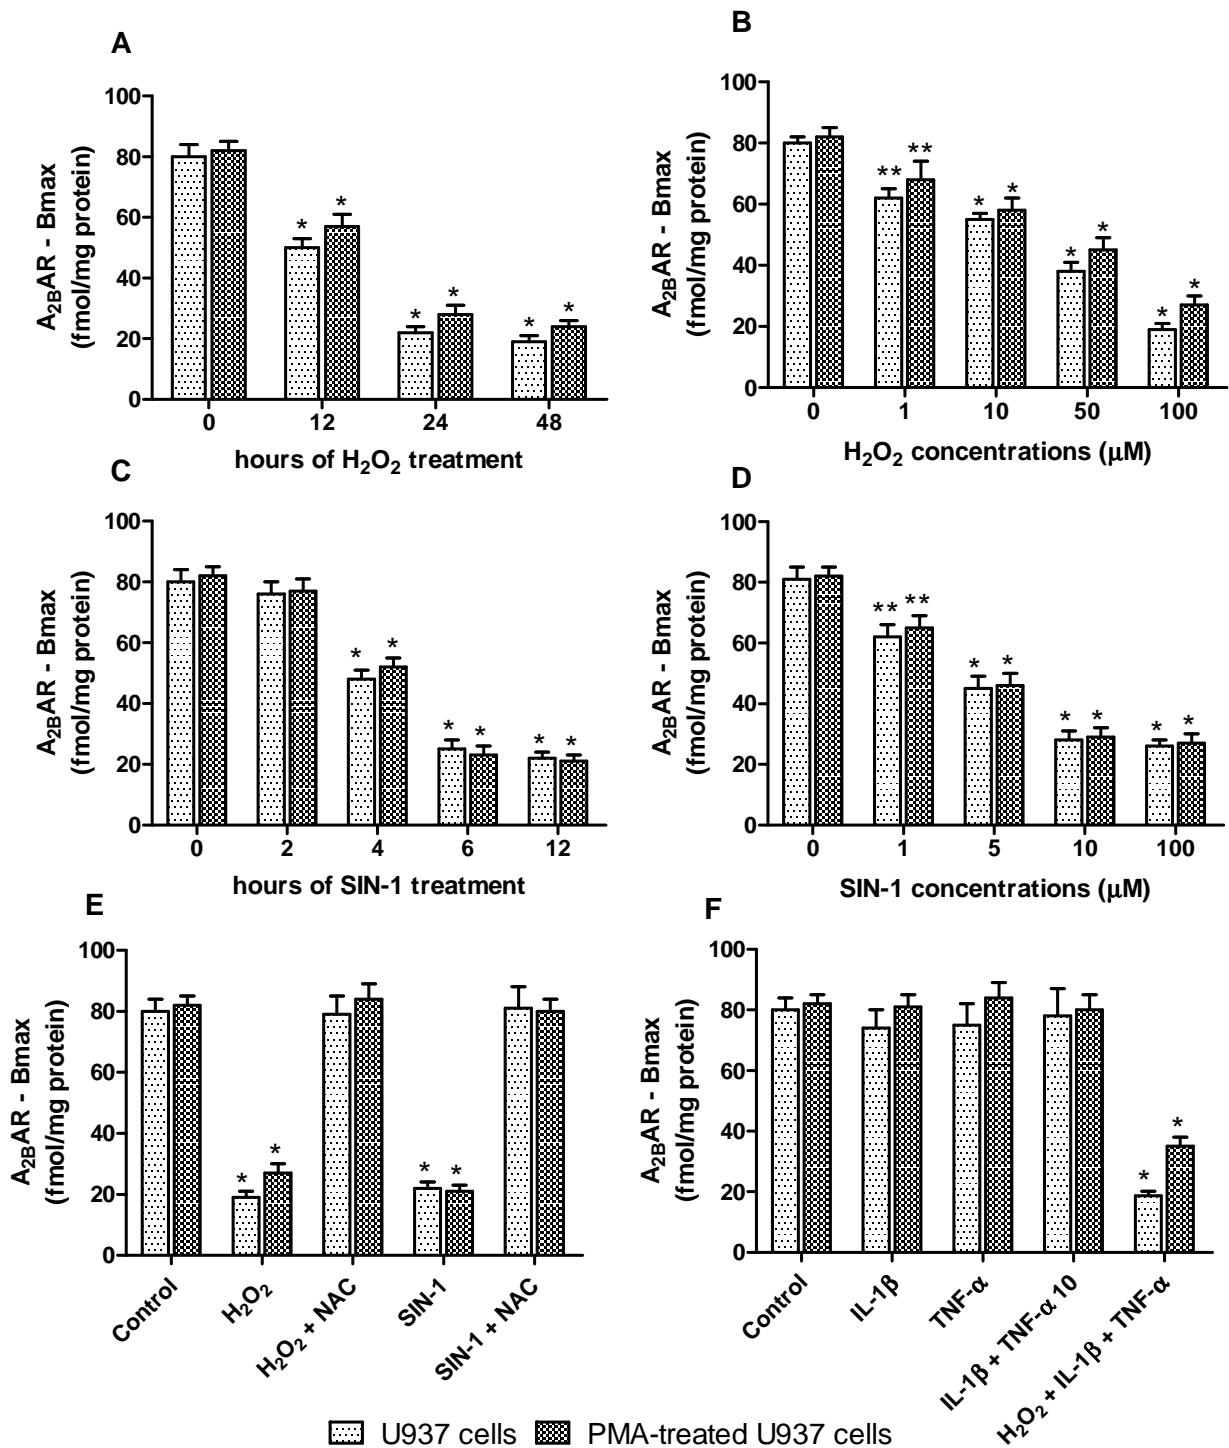 A
A2BAR - Bmax
(fmol/mg protein)
100
80
60
40
20
0
* *
* *
* *
0 12 24 48
hours of H2O2 treatment
B
A2BAR - Bmax
(fmol/mg protein)
100
80
60
40
20
0
** **
* *
* *
* *
0 1 10 50 100
H2O2 concentrations (μM)
C
A2BAR - Bmax
(fmol/mg protein)
100
80
60
40
20
0
* *
* *
* *
0 2 4 6 12
hours of SIN-1 treatment
D
A2BAR - Bmax
(fmol/mg protein)
100
80
60
40
20
0
** **
* *
* *
* *
0 1 5 10 100
SIN-1 concentrations (μM)
E
A2BAR - Bmax
(fmol/mg protein)
100
80
60
40
20
0
* *
* *
Control
H2O2
H2O2 + NAC
SIN-1
SIN-1 + NAC
F
A2BAR - Bmax
(fmol/mg protein)
100
80
60
40
20
0
* *
Control
IL-1β
TNF-α
IL-1β + TNF-α 10
H2O2 + IL-1β + TNF-α
U937 cells PMA-treated U937 cells